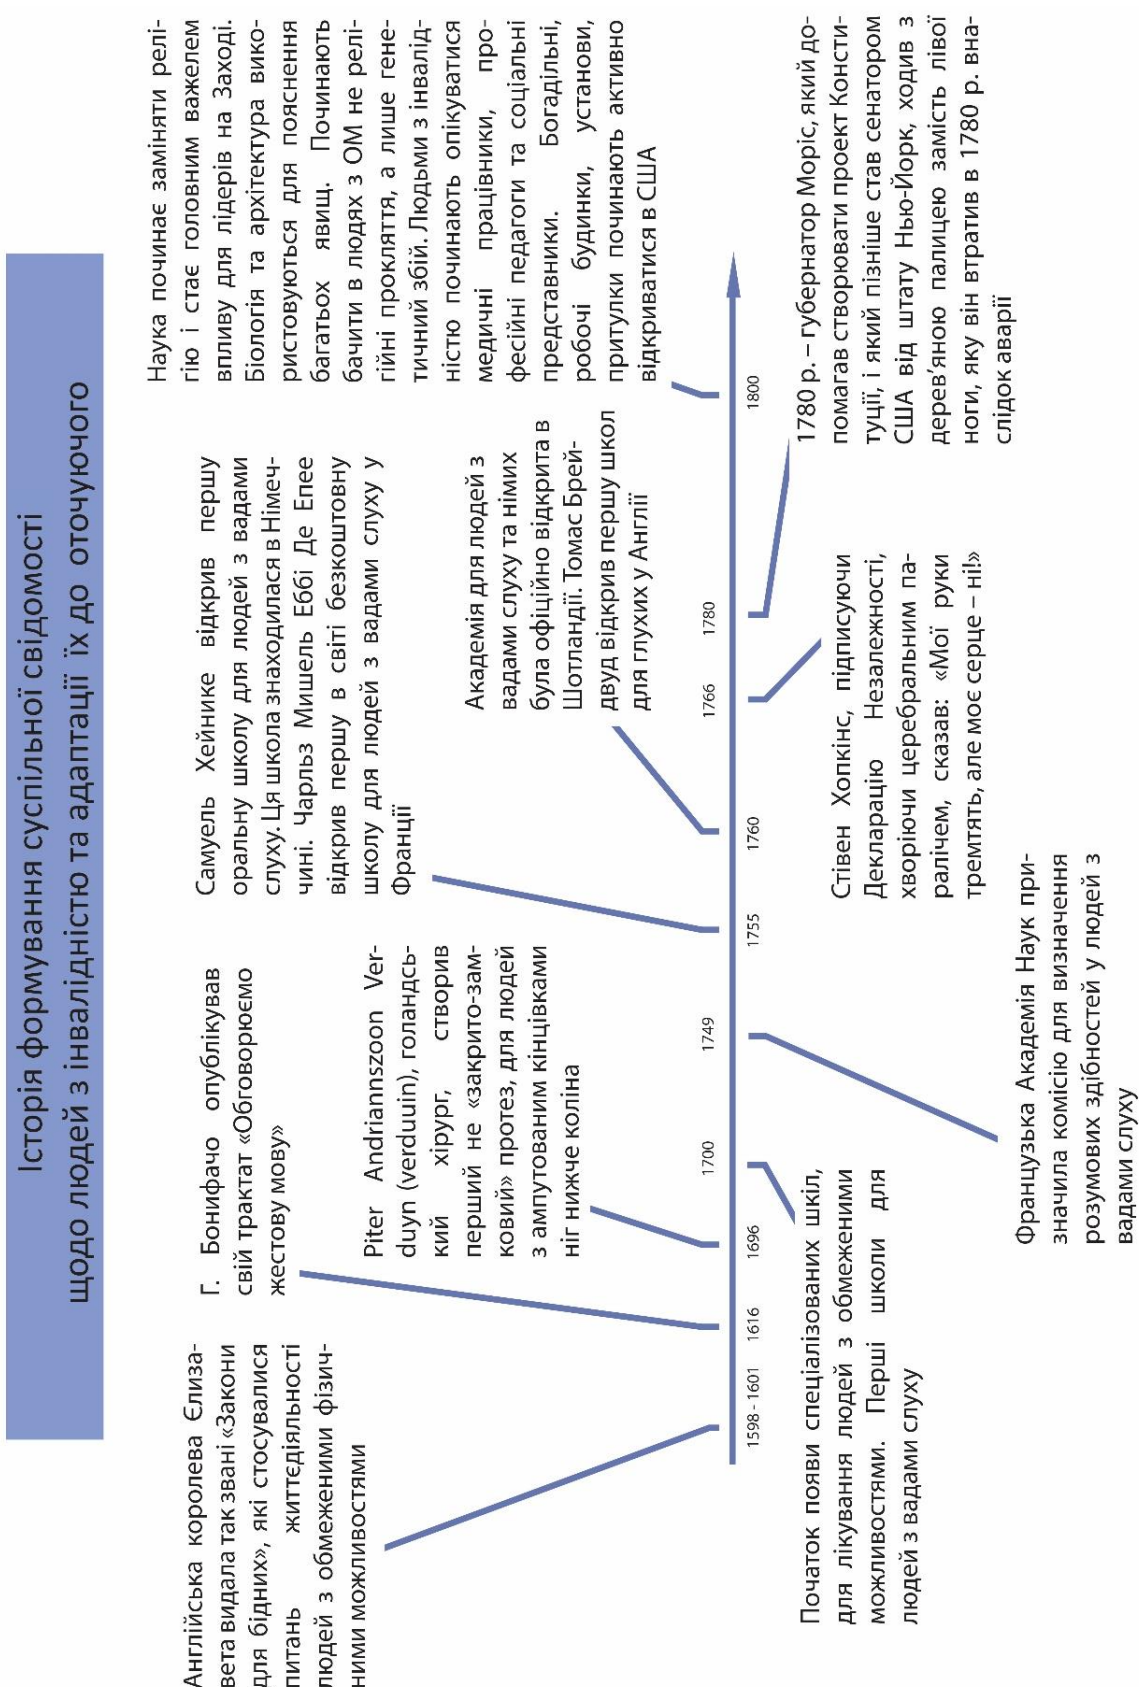 Історія формування суспільної свідомості
щодо людей з інвалідністю та адаптації їх до оточуючого
Англійська королева Єлиза-
вета видала так звані «Закони
для бідних», які стосувалися
питань життєдіяльності
людей з обмеженими фізич-
ними можливостями
Г. Бонифачо опублікував
свій трактат «Обговорюємо
жестову мову»
Piter Andriannszoon Ver-
duyn (verduuin), голандсь-
кий хірург, створив
перший не «закрито-зам-
ковий» протез, для людей
з ампутованим кінцівками
ніг нижче коліна
Самуель Хейнике відкрив першу
оральну школу для людей з вадами
слуху. Ця школа знаходилася в Німеч-
чині. Чарльз Мишель Еббі Де Епее
відкрив першу в світі безкоштовну
школу для людей з вадами слуху у
Франції
Академія для людей з
вадами слуху та німих
була офіційно відкрита в
Шотландії. Томас Брей-
двуд відкрив першу школ
для глухих у Англії
Наука починає заміняти релі-
гію і стає головним важелем
впливу для лідерів на Заході.
Біологія та архітектура вико-
ристовуються для пояснення
багатьох явищ. Починають
бачити в людях з ОМ не релі-
гійні прокляття, а лише гене-
тичний збій. Людьми з інвалід-
ністю починають опікуватися
медичні працівники, про-
фесійні педагоги та соціальні
представники. Богадільні,
робочі будинки, установи,
притулки починають активно
відкриватися в США
1598 - 1601
1616
1696
1700
1749
1755
1760
1766
1780
1800
Початок появи спеціалізованих шкіл,
для лікування людей з обмеженими
можливостями. Перші школи для
людей з вадами слуху
Французька Академія Наук при-
значила комісію для визначення
розумових здібностей у людей з
вадами слуху
Стівен Хопкінс, підписуючи
Декларацію Незалежності,
хворіючи церебральним па-
ралічем, сказав: «Мої руки
тремтять, але моє серце – ні!»
1780 р. – губернатор Моріс, який до-
помагав створювати проект Консти-
туції, і який пізніше став сенатором
США від штату Нью-Йорк, ходив з
дерев’яною палицею замість лівої
ноги, яку він втратив в 1780 р. вна-
слідок аварії